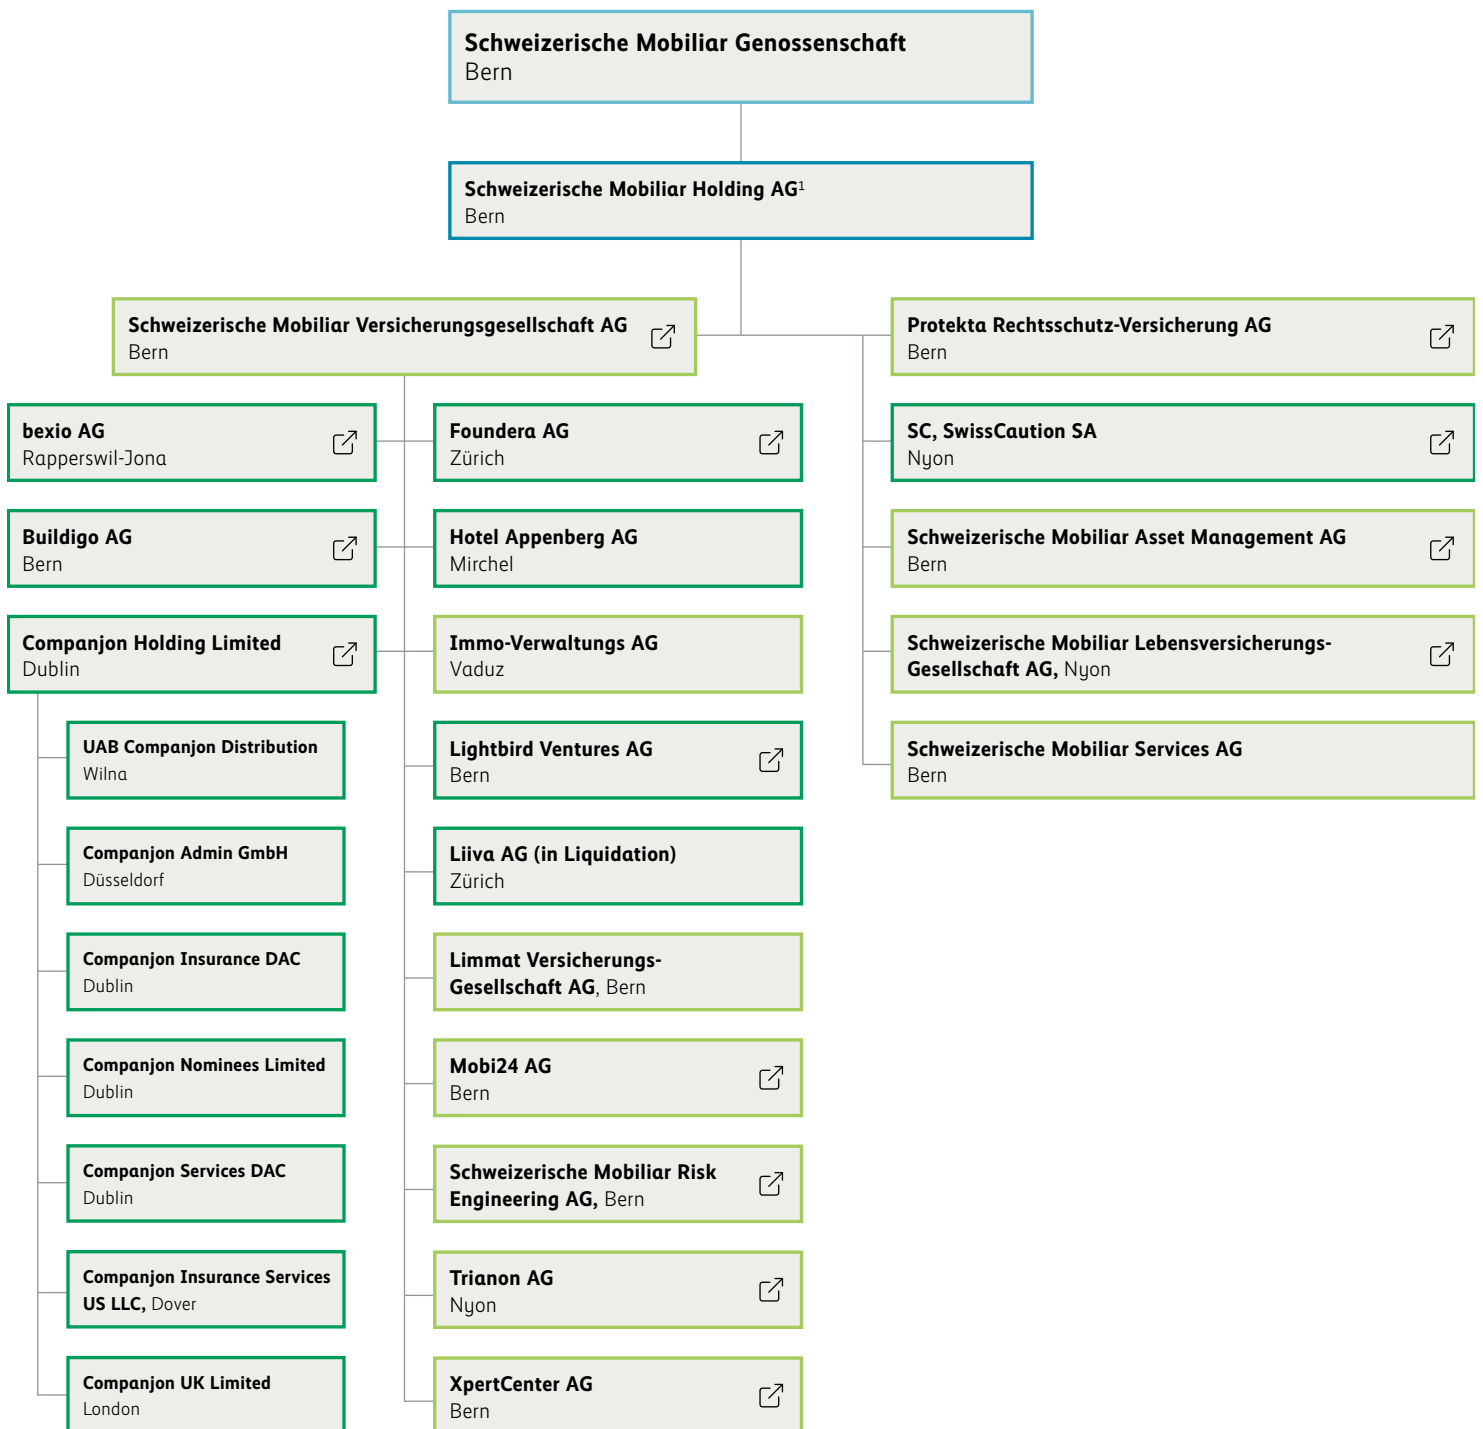 Schweizerische Mobiliar Genossenschaft
Bern
Schweizerische Mobiliar Holding AG¹
Bern
Schweizerische Mobiliar Versicherungsgesellschaft AG
Bern
bexio AG
Rapperswil-Jona
Buildigo AG
Bern
Companjon Holding Limited
Dublin
UAB Companjon Distribution
Wilna
Companjon Admin GmbH
Düsseldorf
Companjon Insurance DAC
Dublin
Companjon Nominees Limited
Dublin
Companjon Services DAC
Dublin
Companjon Insurance Services
US LLC, Dover
Companjon UK Limited
London
Foundera AG
Zürich
Hotel Appenberg AG
Mirchel
Immo-Verwaltungs AG
Vaduz
Lightbird Ventures AG
Bern
Liiva AG (in Liquidation)
Zürich
Limmat Versicherungs-
Gesellschaft AG, Bern
Mobi24 AG
Bern
Schweizerische Mobiliar Risk
Engineering AG, Bern
Trianon AG
Nyon
XpertCenter AG
Bern
Protekta Rechtsschutz-Versicherung AG
Bern
SC, SwissCaution SA
Nyon
Schweizerische Mobiliar Asset Management AG
Bern
Schweizerische Mobiliar Lebensversicherungs-
Gesellschaft AG, Nyon
Schweizerische Mobiliar Services AG
Bern